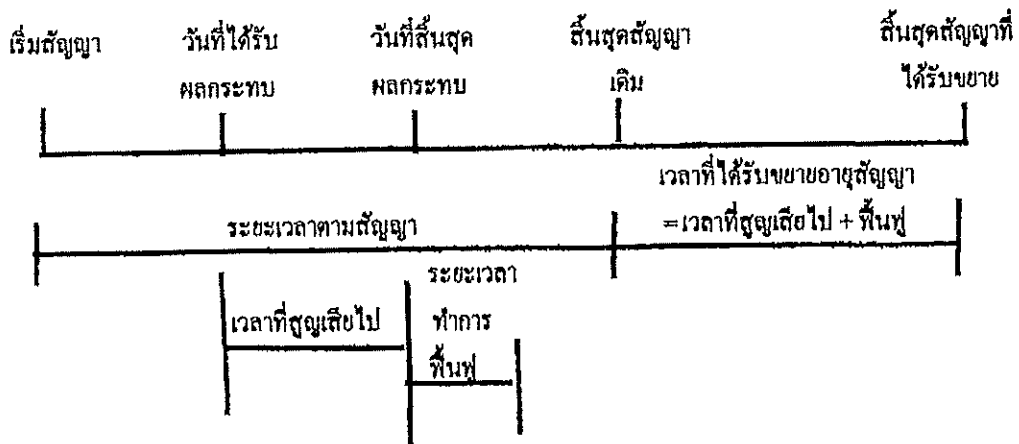 เริ่มสัญญา
วันที่ได้รับ
ผลกระทบ
วันที่สิ้นสุด
ผลกระทบ
สิ้นสุดสัญญา
เดิม
สิ้นสุดสัญญาที่
ได้รับขยาย
เวลาที่ได้รับขยายอายุสัญญา
=เวลาที่สูญเสียไป + ฟื้นฟู
ระยะเวลาตามสัญญา
เวลาที่สูญเสียไป
ระยะเวลา
ทำการ
ฟื้นฟู